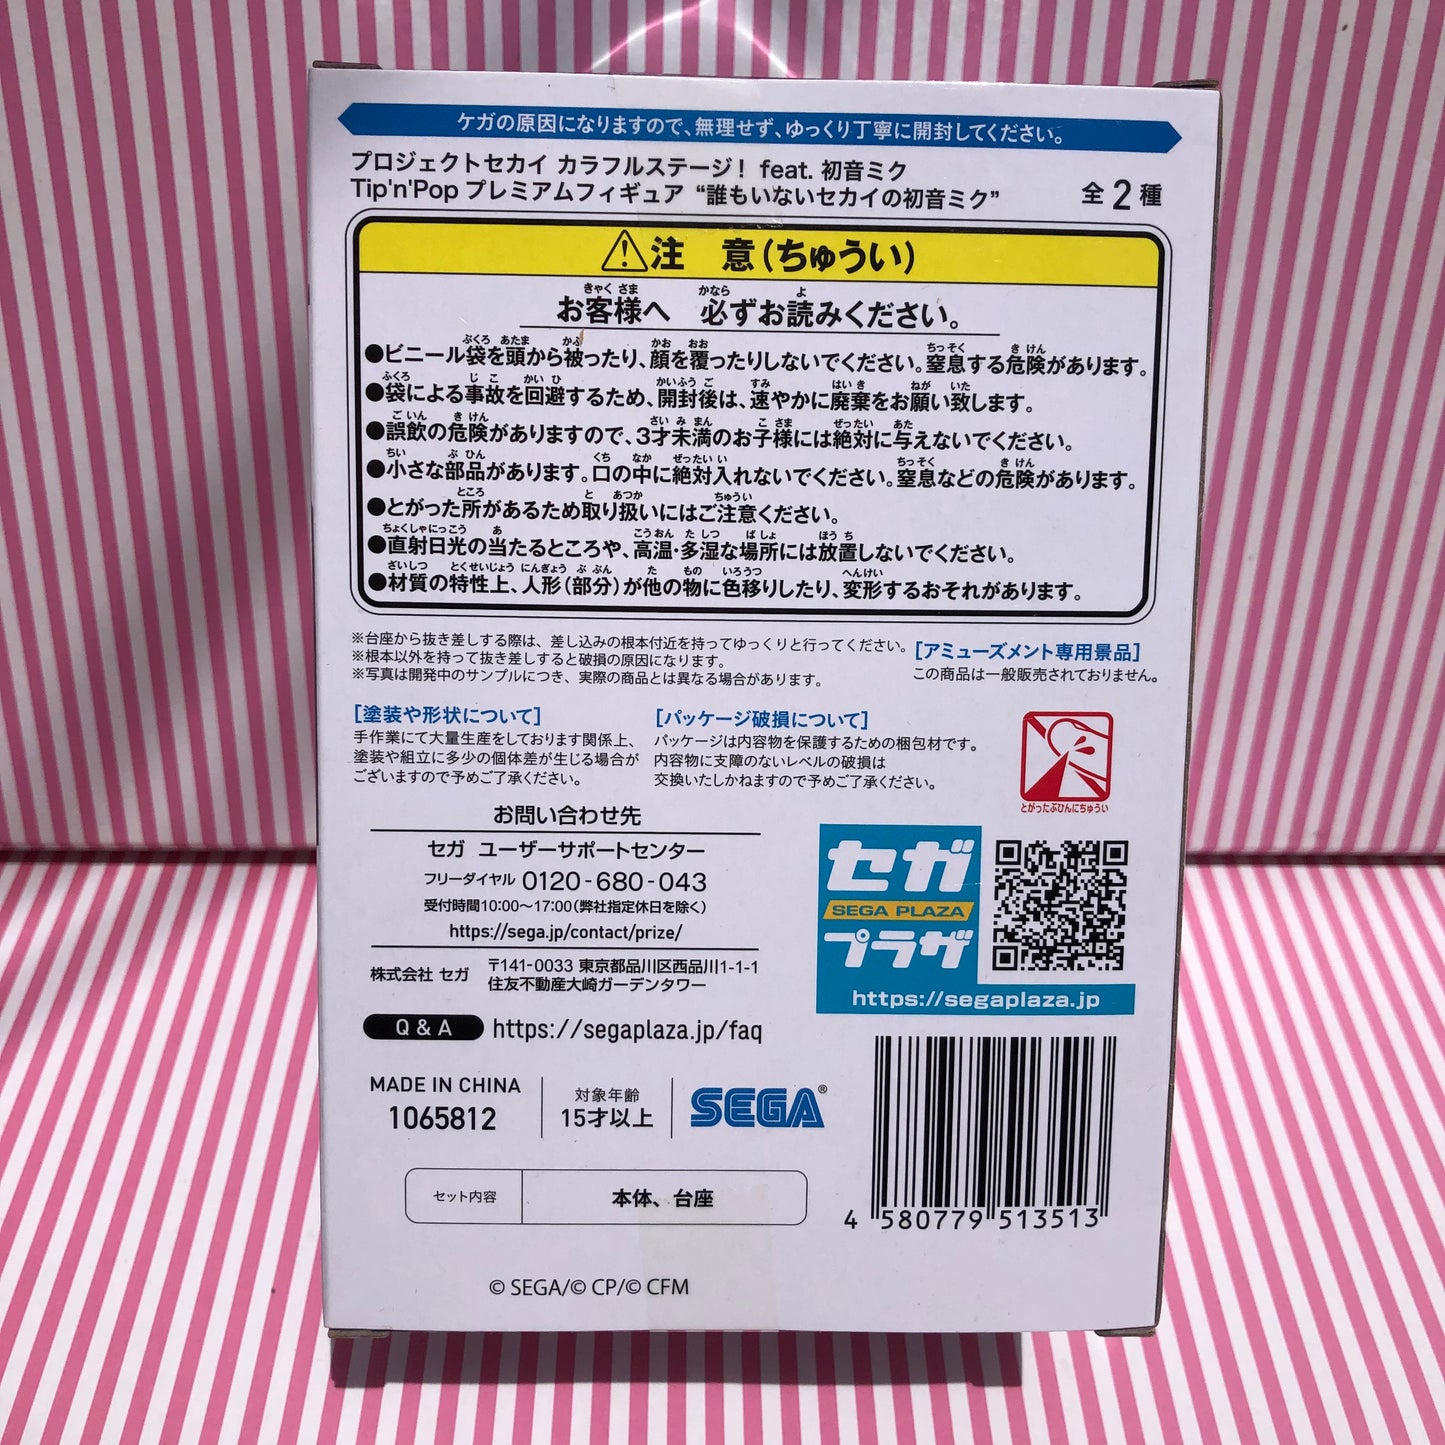 ケガの原因になりますので、無理せず、ゆっくり丁寧に開封してください。
プロジェクトセカイ カラフルステージ! feat. 初音ミク
Tip'n'Pop プレミアムフィギュア “誰もいないセカイの初音ミク”
全2種
注 意(ちゅうい)
お客様へ 必ずお読みください。
●ビニール袋を頭から被ったり、顔を覆ったりしないでください。窒息する危険があります。
●袋による事故を回避するため、開封後は、速やかに廃棄をお願い致します。
●誤飲の危険がありますので、3才未満のお子様には絶対に与えないでください。
●小さな部品があります。口の中に絶対入れないでください。窒息などの危険があります。
●とがった所があるため取り扱いにはご注意ください。
●直射日光の当たるところや、高温・多湿な場所には放置しないでください。
●材質の特性上、人形(部分)が他の物に色移りしたり、変形するおそれがあります。
※台座から抜き差しする際は、差し込みの根本付近を持ってゆっくりと行ってください。
※根本以外を持って抜き差しすると破損の原因になります。
※写真は開発中のサンプルにつき、実際の商品とは異なる場合があります。
[アミューズメント専用景品]
この商品は一般販売されておりません。
[塗装や形状について]
手作業にて大量生産をしております関係上、
塗装や組立に多少の個体差が生じる場合が
ございますので予めご了承ください。
[パッケージ破損について]
パッケージは内容物を保護するための梱包材です。
内容物に支障のないレベルの破損は
交換いたしかねますので予めご了承ください。
とがったぶひんにちゅうい
お問い合わせ先
セガ ユーザーサポートセンター
フリーダイヤル 0120-680-043
受付時間10:00～17:00(弊社指定休日を除く)
https://sega.jp/contact/prize/
株式会社 セガ
〒141-0033 東京都品川区西品川1-1-1
住友不動産大崎ガーデンタワー
Q & A https://segaplaza.jp/faq
セガ
SEGA PLAZA
プラザ
https://segaplaza.jp
MADE IN CHINA
1065812
対象年齢
15才以上
SEGA®
セット内容 本体、台座
4 580779 513513
© SEGA/© CP/© CFM